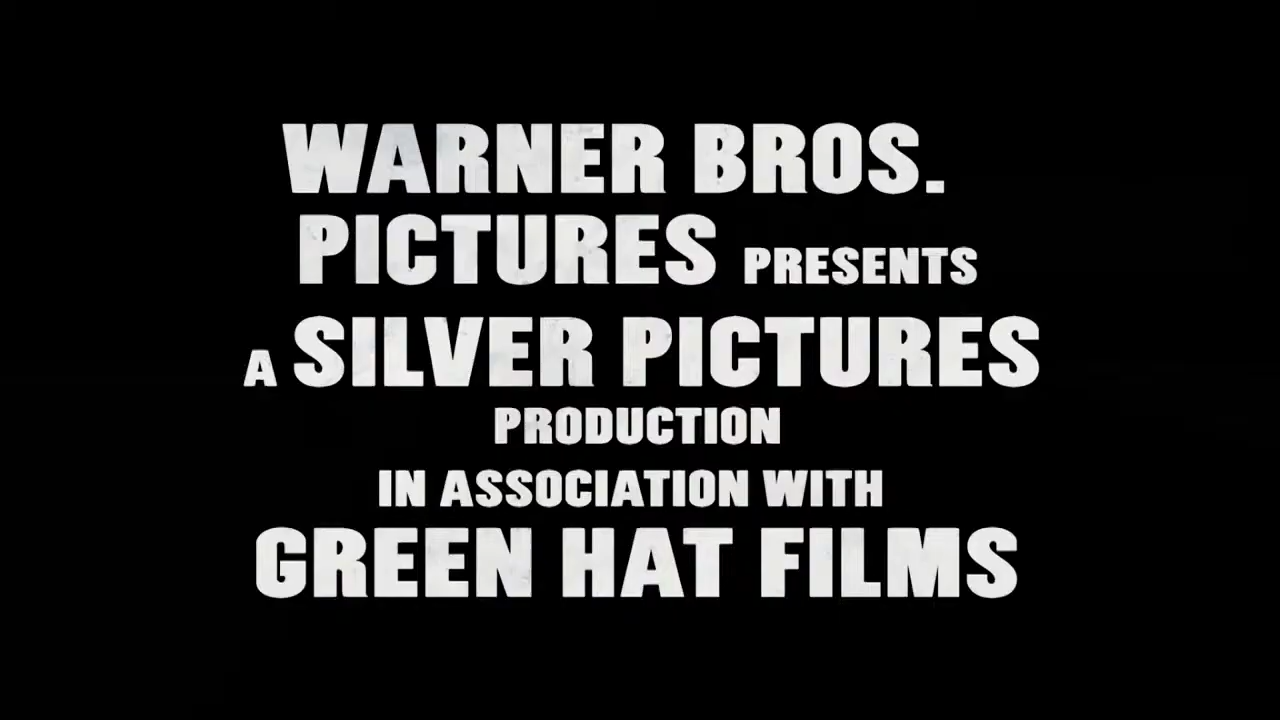 WARNER BROS.
PICTURES PRESENTS
A SILVER PICTURES
PRODUCTION
IN ASSOCIATION WITH
GREEN HAT FILMS